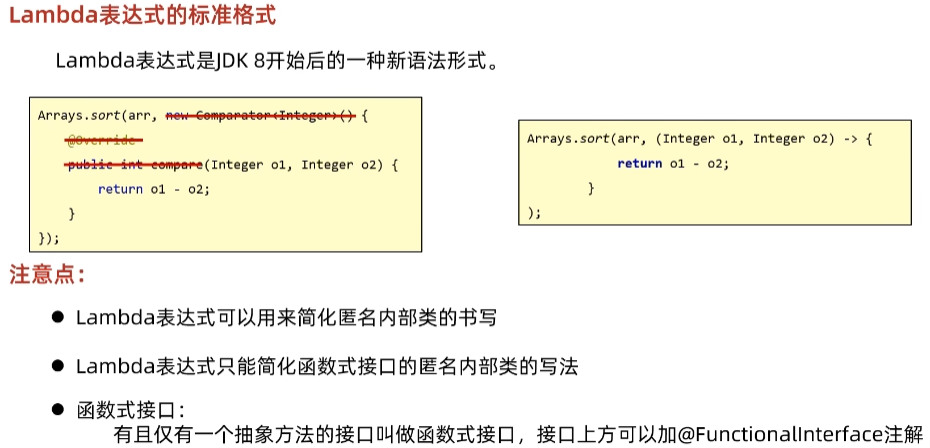 Lambda表达式的标准格式
Lambda表达式是JDK 8开始后的一种新语法形式。
Arrays.sort(arr, new Comparator<Integer>() {
@Override
public int compare(Integer o1, Integer o2) {
return o1 - o2;
}
});
Arrays.sort(arr, (Integer o1, Integer o2) -> {
return o1 - o2;
}
);
注意点：
● Lambda表达式可以用来简化匿名内部类的书写
● Lambda表达式只能简化函数式接口的匿名内部类的写法
● 函数式接口：
有且仅有一个抽象方法的接口叫做函数式接口，接口上方可以加@FunctionalInterface注解